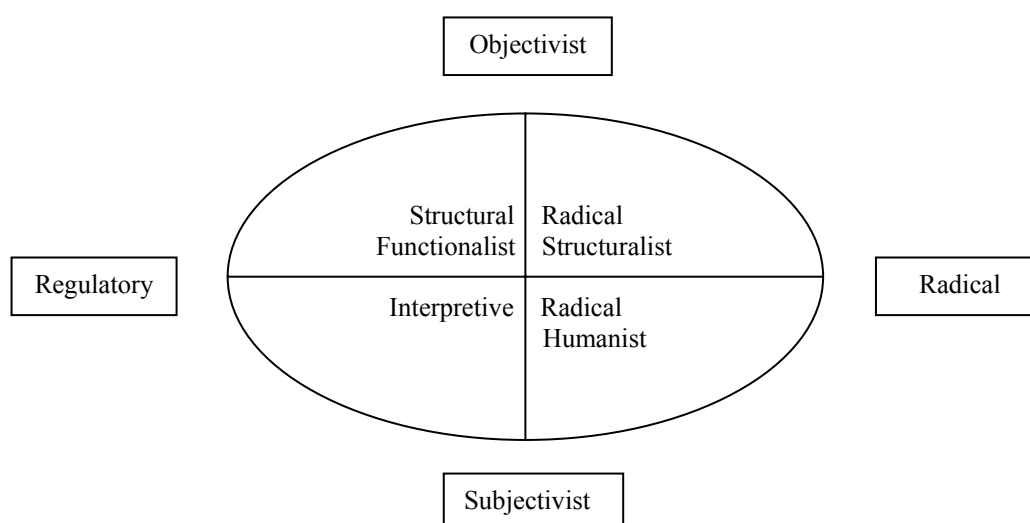 Objectivist
Structural
Functionalist
Radical
Structuralist
Regulatory
Radical
Interpretive
Radical
Humanist
Subjectivist